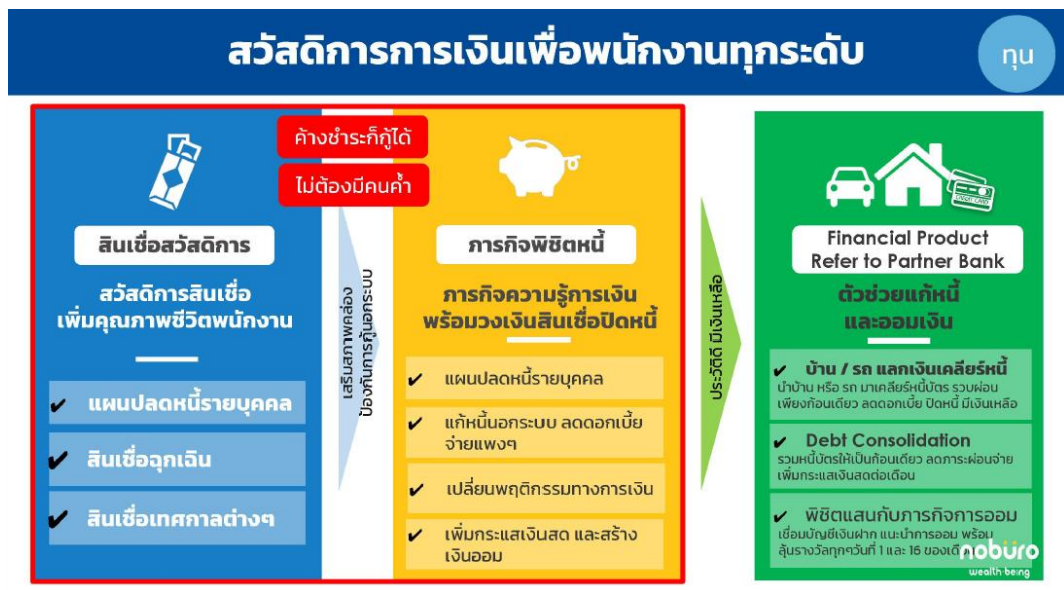 สวัสดิการการเงินเพื่อพนักงานทุกระดับ
ทุน
ค้างชำระก็กู้ได้
ไม่ต้องมีคนค้ำ
สินเชื่อสวัสดิการ
สวัสดิการสินเชื่อ
เพิ่มคุณภาพชีวิตพนักงาน
✔ แผนปลดหนี้รายบุคคล
✔ สินเชื่อฉุกเฉิน
✔ สินเชื่อเทศกาลต่างๆ
เสริมสภาพคล่อง
ป้องกันการกู้นอกระบบ
ภารกิจพิชิตหนี้
ภารกิจความรู้การเงิน
พร้อมวงเงินสินเชื่อปิดหนี้
✔ แผนปลดหนี้รายบุคคล
✔ แก้หนี้นอกระบบ ลดดอกเบี้ย
จ่ายแพงๆ
✔ เปลี่ยนพฤติกรรมทางการเงิน
✔ เพิ่มกระแสเงินสด และสร้าง
เงินออม
ประวัติดี มีเงินเหลือ
CREDIT CARD
Financial Product
Refer to Partner Bank
ตัวช่วยแก้หนี้
และออมเงิน
✔ บ้าน / รถ แลกเงินเคลียร์หนี้
นำบ้าน หรือ รถ มาเคลียร์หนี้บัตร รวบผ่อน
เพียงก้อนเดียว ลดดอกเบี้ย ปิดหนี้ มีเงินเหลือ
✔ Debt Consolidation
รวมหนี้บัตรให้เป็นก้อนเดียว ลดภาระผ่อนจ่าย
เพิ่มกระแสเงินสดต่อเดือน
✔ พิชิตแสนกับภารกิจการออม
เชื่อมบัญชีเงินฝาก แนะนำการออม พร้อม
ลุ้นรางวัลทุกๆวันที่ 1 และ 16 ของเดือน
noburo
wealth being